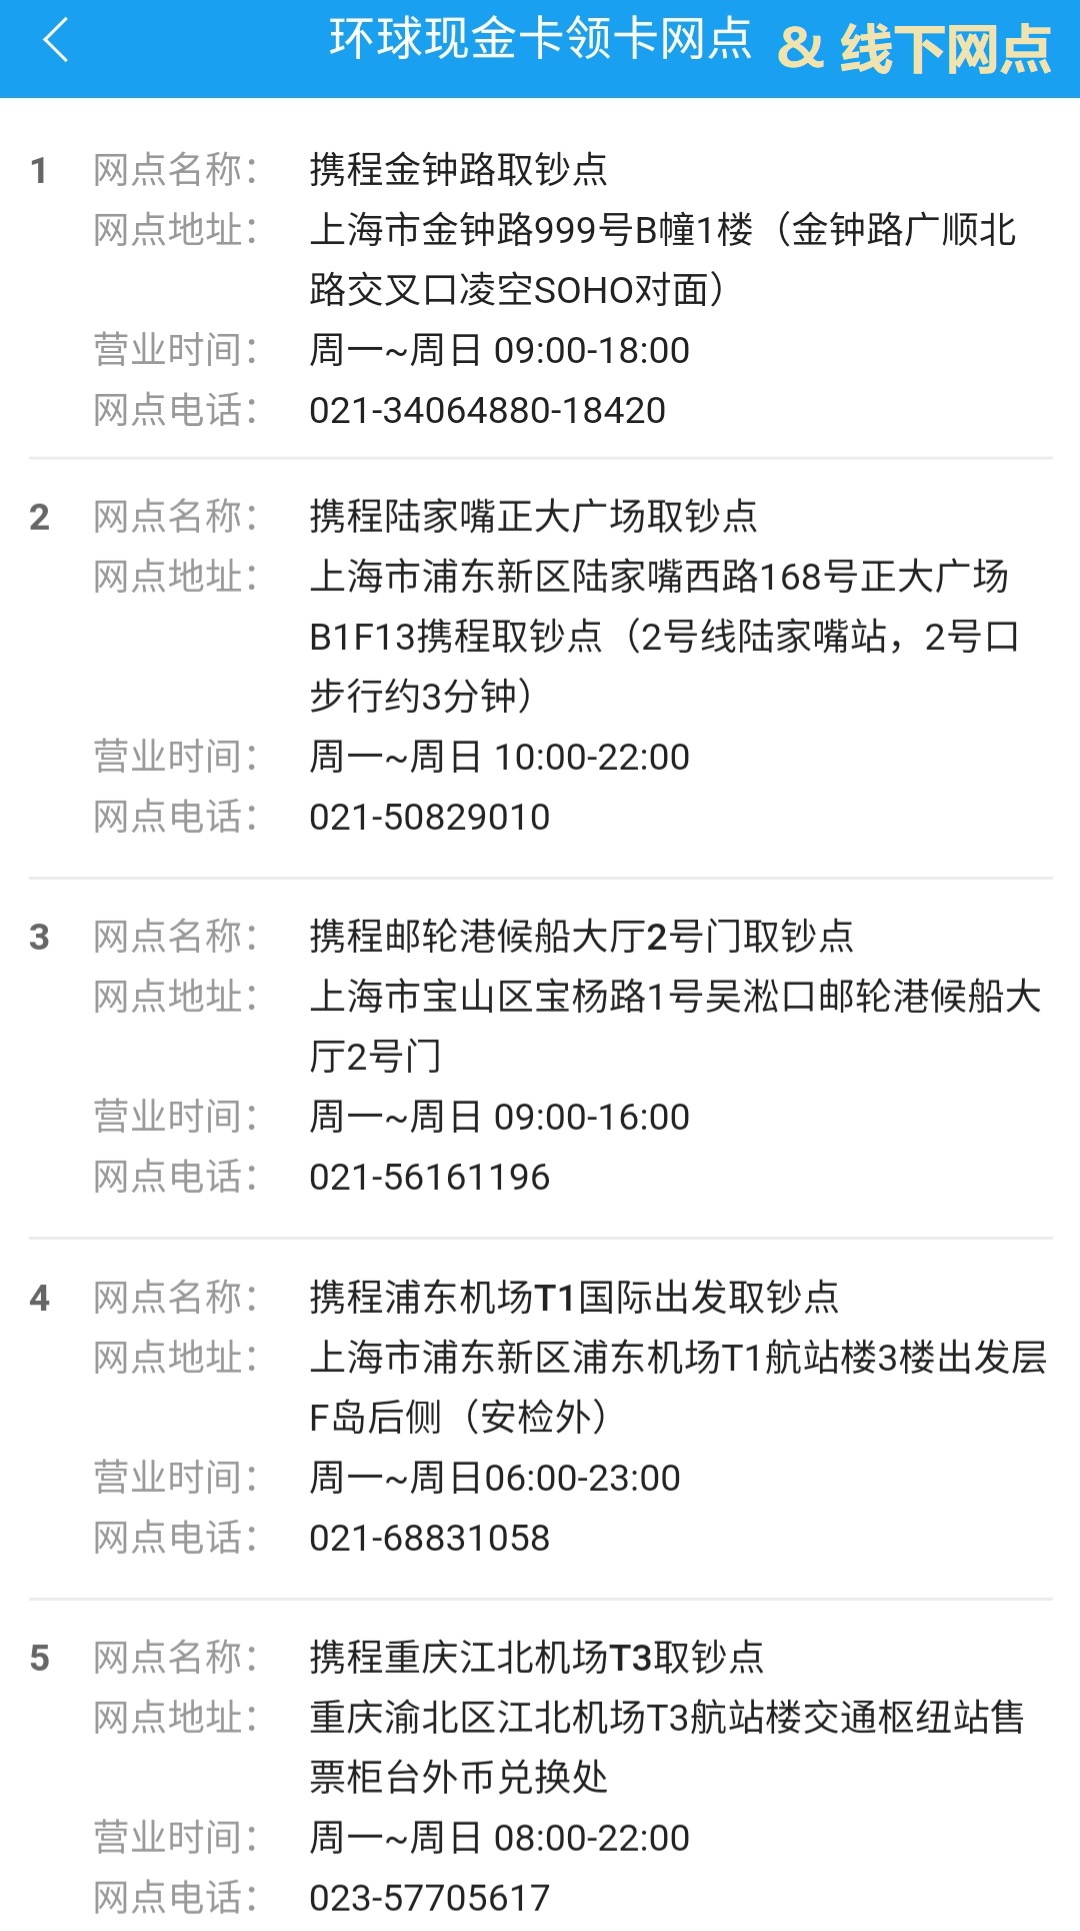 环球现金卡领卡网点 & 线下网点
1 网点名称： 携程金钟路取钞点
网点地址： 上海市金钟路999号B幢1楼（金钟路广顺北
路交叉口凌空SOHO对面）
营业时间： 周一~周日 09:00-18:00
网点电话： 021-34064880-18420
2 网点名称： 携程陆家嘴正大广场取钞点
网点地址： 上海市浦东新区陆家嘴西路168号正大广场
B1F13携程取钞点（2号线陆家嘴站，2号口
步行约3分钟）
营业时间： 周一~周日 10:00-22:00
网点电话： 021-50829010
3 网点名称： 携程邮轮港候船大厅2号门取钞点
网点地址： 上海市宝山区宝杨路1号吴淞口邮轮港候船大
厅2号门
营业时间： 周一~周日 09:00-16:00
网点电话： 021-56161196
4 网点名称： 携程浦东机场T1国际出发取钞点
网点地址： 上海市浦东新区浦东机场T1航站楼3楼出发层
F岛后侧（安检外）
营业时间： 周一~周日06:00-23:00
网点电话： 021-68831058
5 网点名称： 携程重庆江北机场T3取钞点
网点地址： 重庆渝北区江北机场T3航站楼交通枢纽站售
票柜台外币兑换处
营业时间： 周一~周日 08:00-22:00
网点电话： 023-57705617